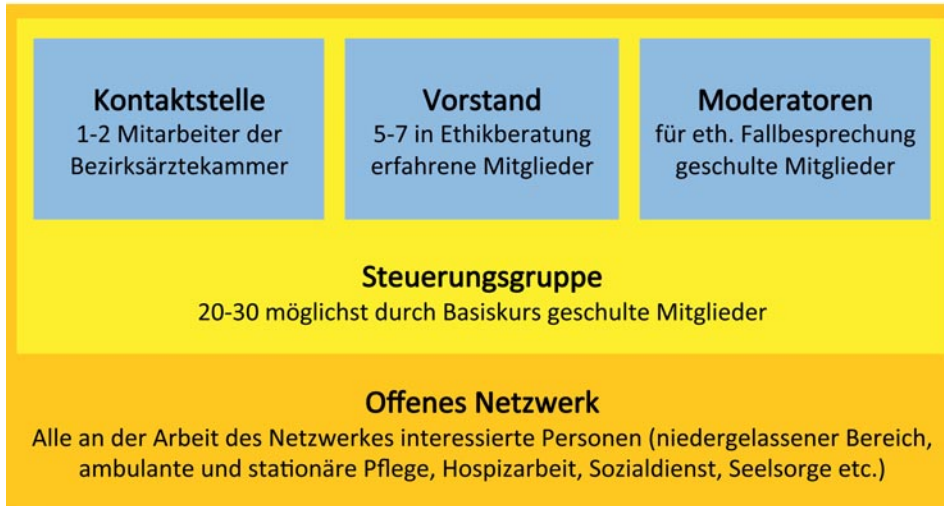 Kontaktstelle
1-2 Mitarbeiter der
Bezirksärztekammer
Vorstand
5-7 in Ethikberatung
erfahrene Mitglieder
Moderatoren
für eth. Fallbesprechung
geschulte Mitglieder
Steuerungsgruppe
20-30 möglichst durch Basiskurs geschulte Mitglieder
Offenes Netzwerk
Alle an der Arbeit des Netzwerkes interessierte Personen (niedergelassener Bereich,
ambulante und stationäre Pflege, Hospizarbeit, Sozialdienst, Seelsorge etc.)